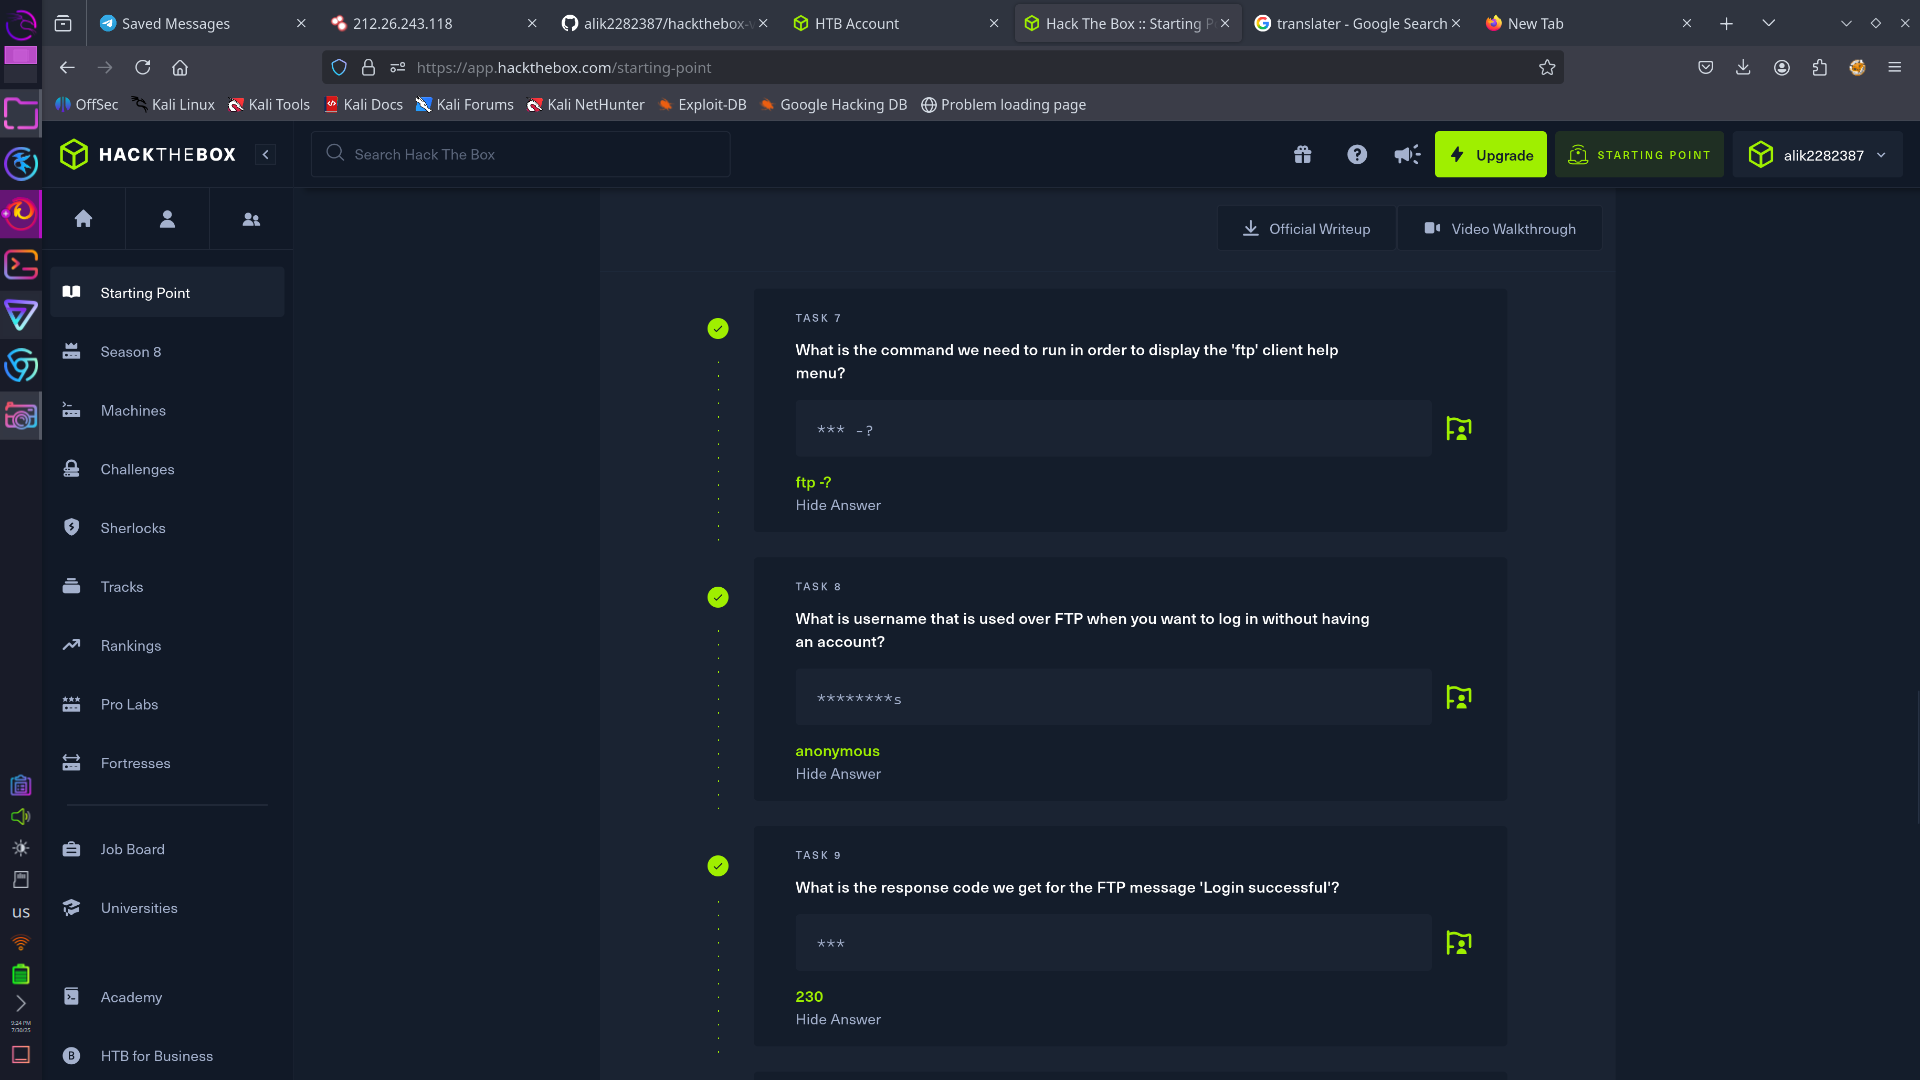 Saved Messages
212.26.243.118
alik2282387/hackthebox-
HTB Account
Hack The Box :: Starting P
translater - Google Search
New Tab
https://app.hackthebox.com/starting-point
OffSec
Kali Linux
Kali Tools
Kali Docs
Kali Forums
Kali NetHunter
Exploit-DB
Google Hacking DB
Problem loading page
HACKTHEBOX
Search Hack The Box
Upgrade
STARTING POINT
alik2282387
Starting Point
Season 8
Machines
Challenges
Sherlocks
Tracks
Rankings
Pro Labs
Fortresses
Job Board
Universities
Academy
HTB for Business
Official Writeup
Video Walkthrough
TASK 7
What is the command we need to run in order to display the 'ftp' client help
menu?
*** -?
ftp -?
Hide Answer
TASK 8
What is username that is used over FTP when you want to log in without having
an account?
********s
anonymous
Hide Answer
TASK 9
What is the response code we get for the FTP message 'Login successful'?
***
230
Hide Answer
us
9:24 PM
7/30/25